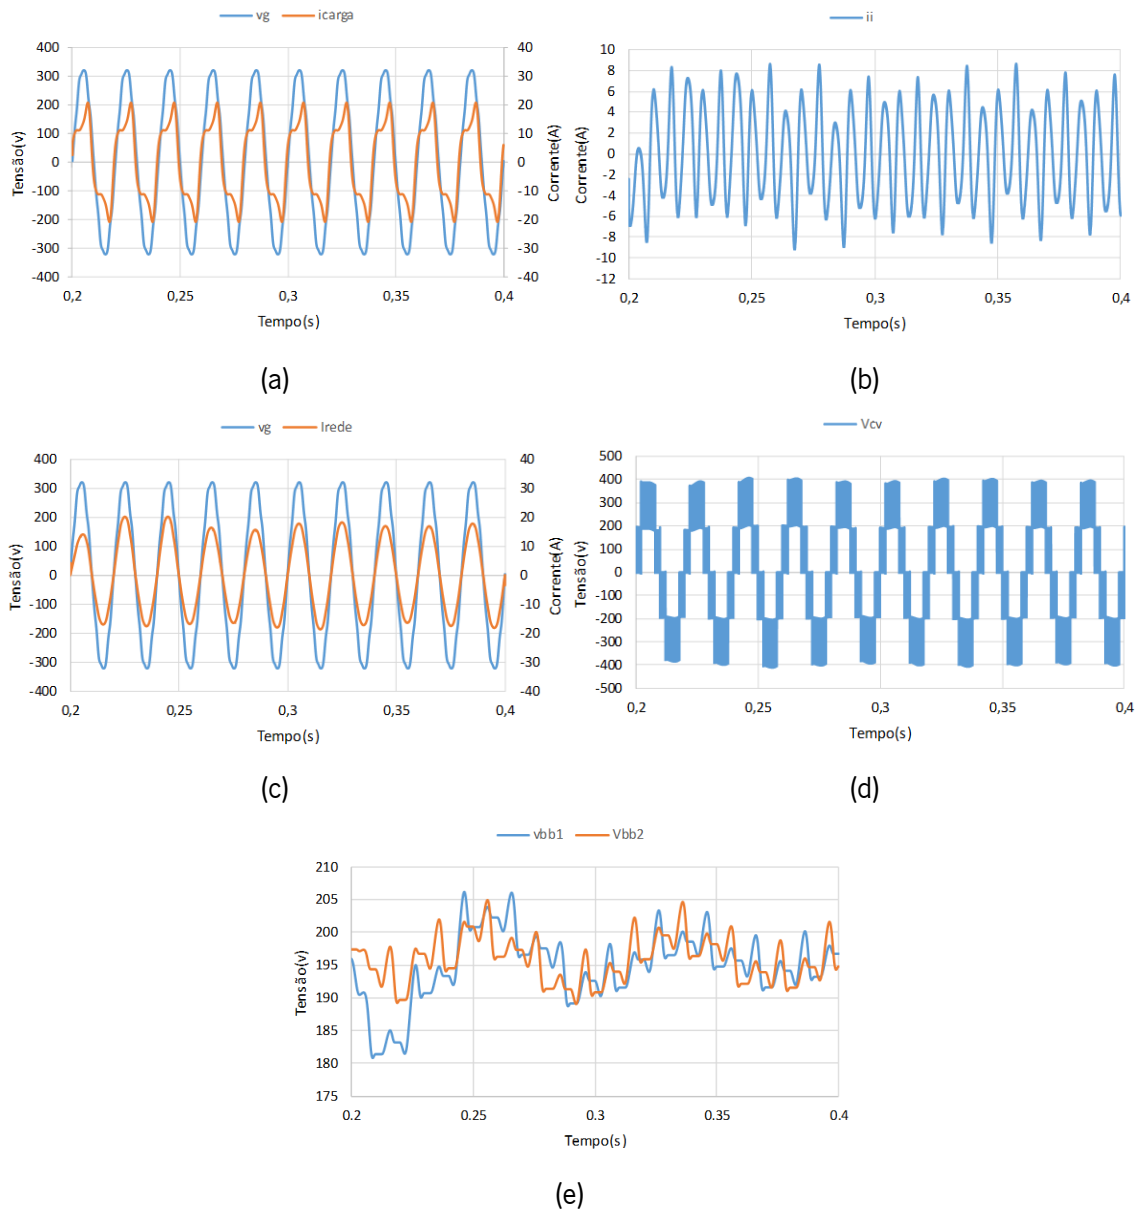 vg icarga
400
300
200
100
0
-100
-200
-300
-400
40
30
20
10
0
-10
-20
-30
-40
Tensão(v)
Corrente(A)
0,2 0,25 0,3 0,35 0,4
Tempo(s)
(a)
ii
10
8
6
4
2
0
-2
-4
-6
-8
-10
-12
Corrente(A)
0,2 0,25 0,3 0,35 0,4
Tempo(s)
(b)
vg Irede
400
300
200
100
0
-100
-200
-300
-400
40
30
20
10
0
-10
-20
-30
-40
Tensão(v)
Corrente(A)
0,2 0,25 0,3 0,35 0,4
Tempo(s)
(c)
Vcv
500
400
300
200
100
0
-100
-200
300
-400
-500
Tensão(v)
0,2 0,25 0,3 0,35 0,4
Tempo(s)
(d)
vbb1 Vbb2
210
205
200
195
190
185
180
175
Tensão(v)
0.2 0.25 0.3 0.35 0.4
Tempo(s)
(e)